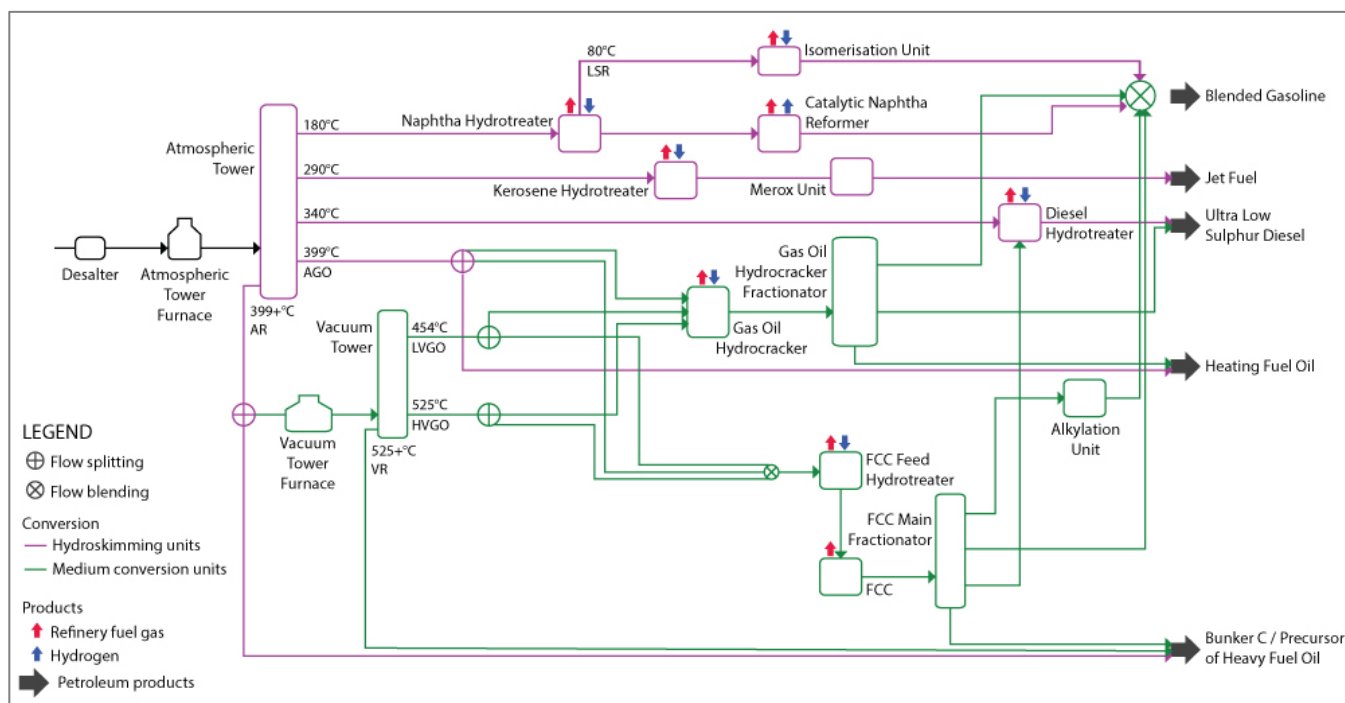 80°C
LSR
Isomerisation Unit
Naphtha Hydrotreater
Catalytic Naphtha
Reformer
Blended Gasoline
180°C
Atmospheric
Tower
290°C
Kerosene Hydrotreater
Merox Unit
Jet Fuel
340°C
Diesel
Hydrotreater
Ultra Low
Sulphur Diesel
399°C
AGO
Desalter
Atmospheric
Tower
Furnace
Gas Oil
Hydrocracker
Fractionator
399+°C
AR
Vacuum
Tower
454°C
LVGO
Gas Oil
Hydrocracker
Heating Fuel Oil
525°C
HVGO
Alkylation
Unit
Vacuum
Tower
Furnace
525+°C
VR
FCC Feed
Hydrotreater
FCC Main
Fractionator
FCC
Bunker C / Precursor
of Heavy Fuel Oil
LEGEND
Flow splitting
Flow blending
Conversion
Hydroskimming units
Medium conversion units
Products
Refinery fuel gas
Hydrogen
Petroleum products